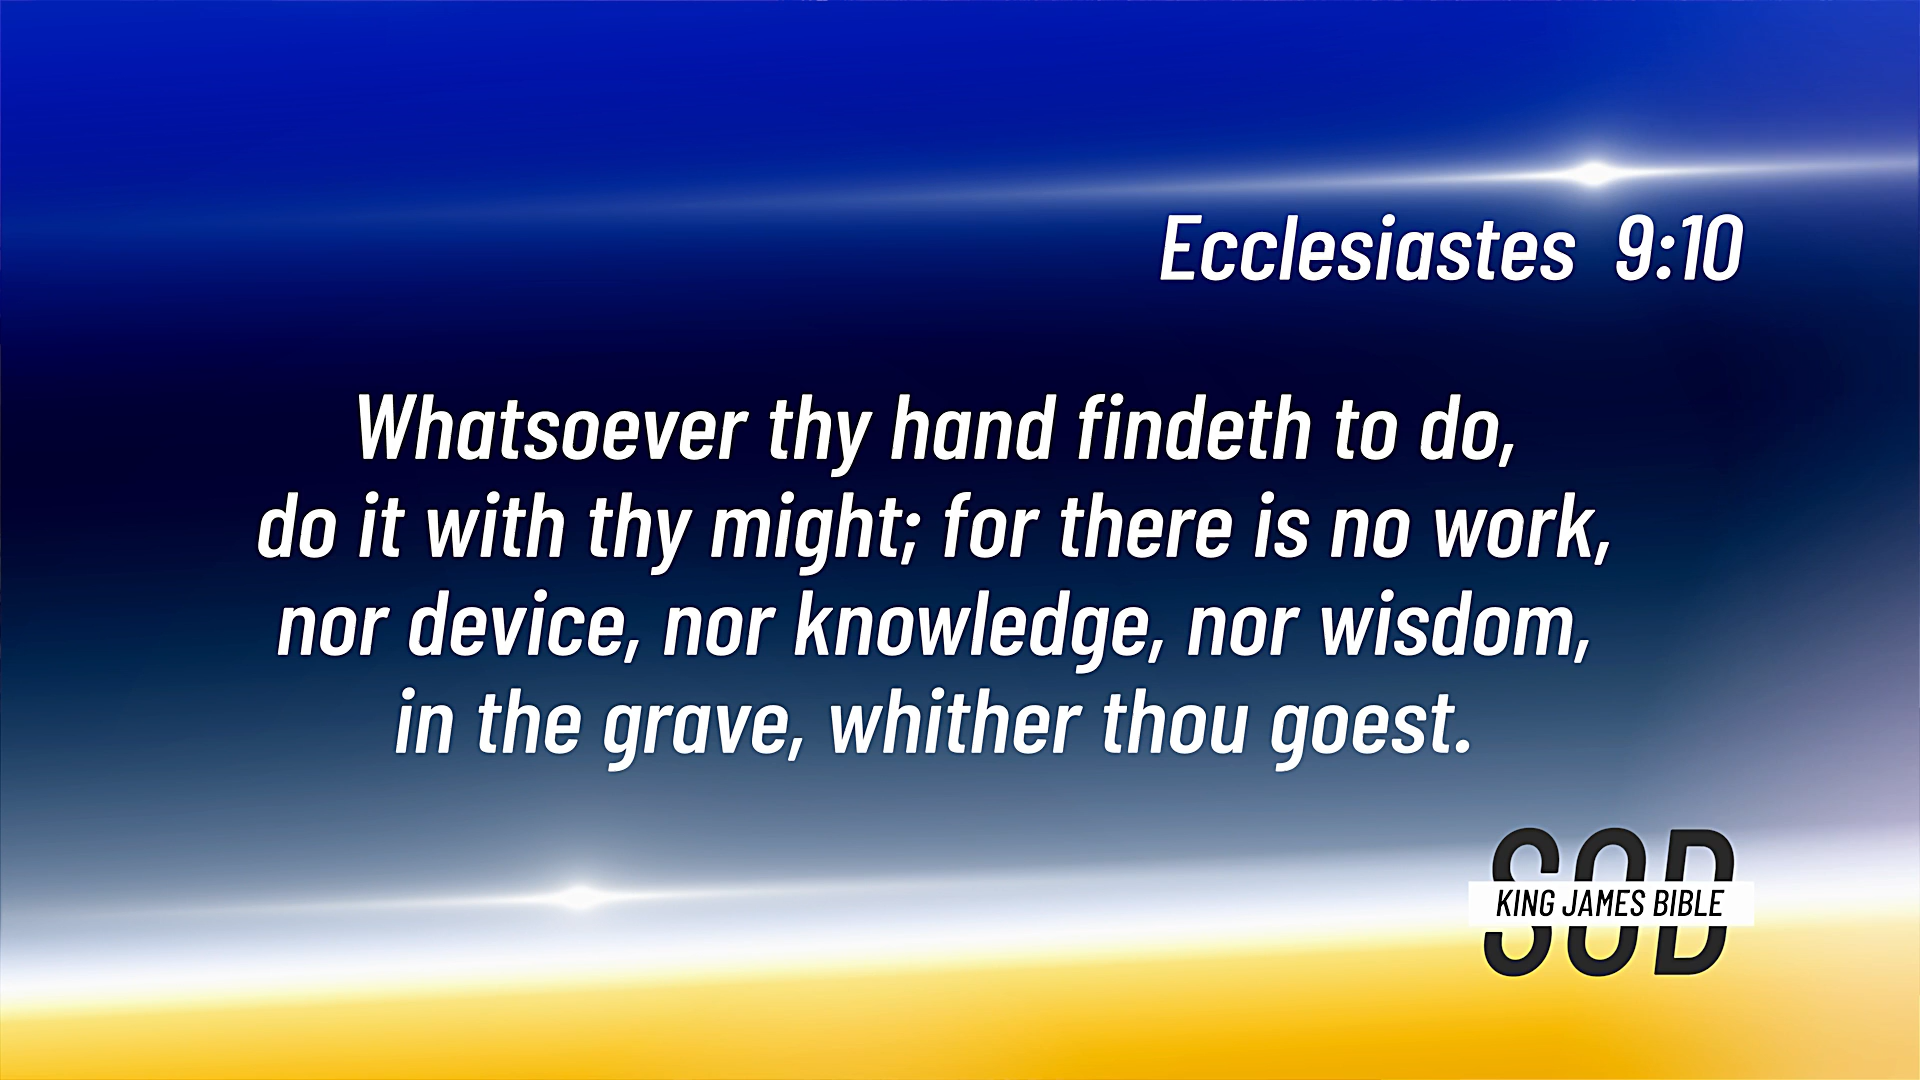 Ecclesiastes 9:10
Whatsoever thy hand findeth to do,
do it with thy might; for there is no work,
nor device, nor knowledge, nor wisdom,
in the grave, whither thou goest.
SOD
KING JAMES BIBLE